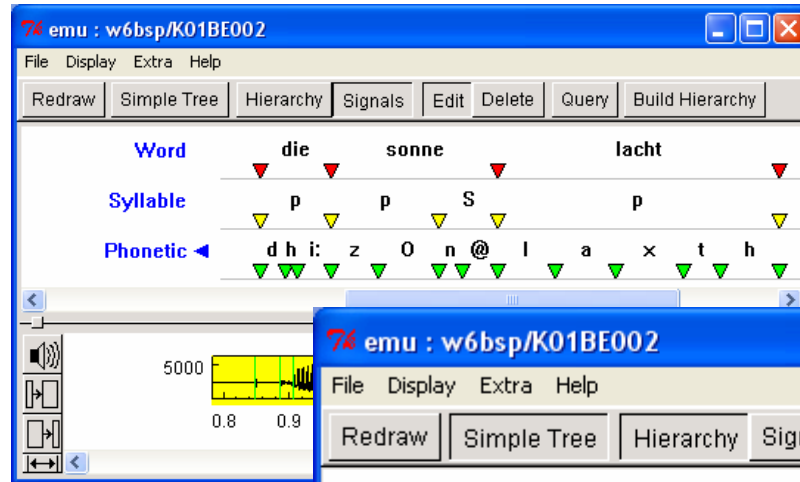 emu : w6bsp/K01BE002
File Display Extra Help
Redraw Simple Tree Hierarchy Signals Edit Delete Query Build Hierarchy
Word die sonne lacht
Syllable p p S p
Phonetic d h i: z O n @ l a x t h
5000
0.8 0.9
emu : w6bsp/K01BE002
File Display Extra Help
Redraw Simple Tree Hierarchy Sign